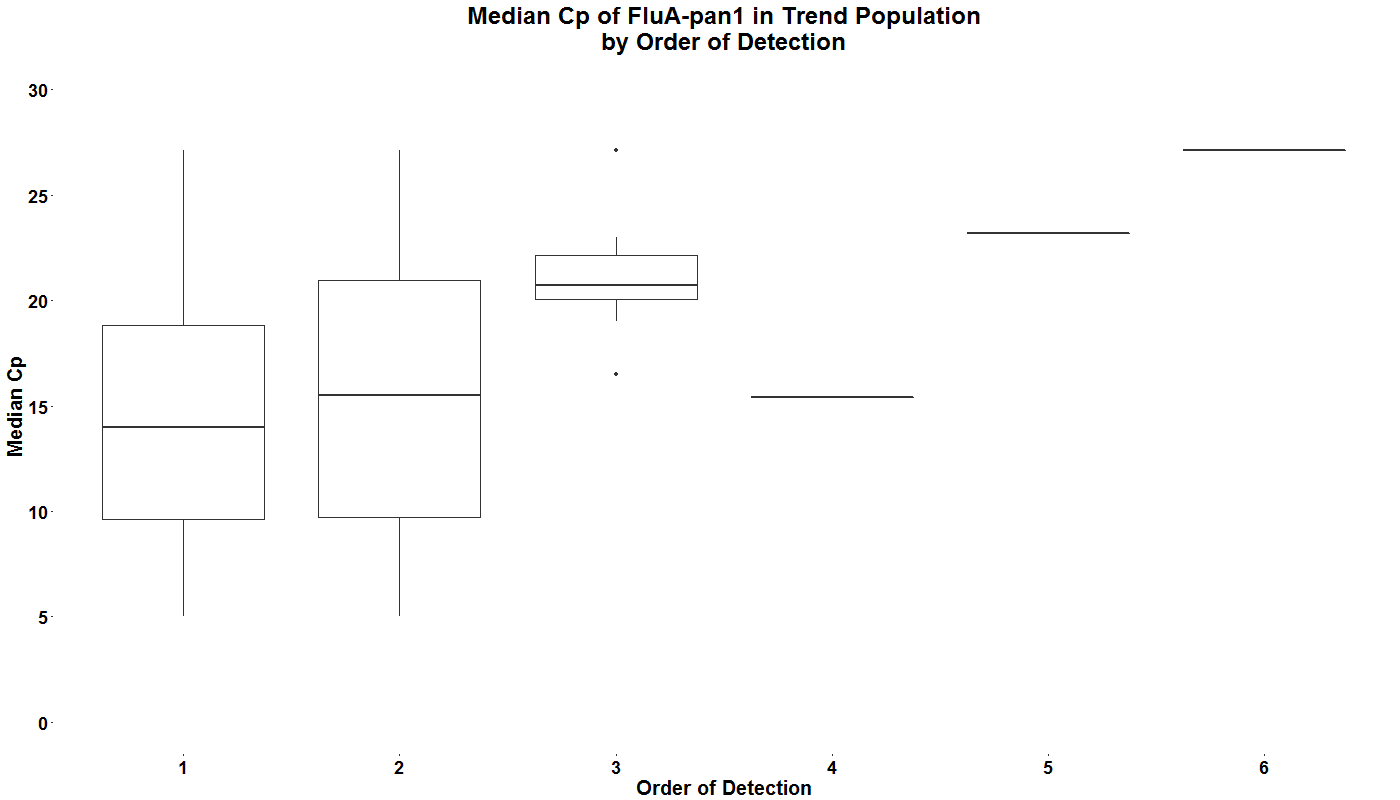 Median Cp of FluA-pan1 in Trend Population
by Order of Detection
30
25
20
15
10
5
0
Median Cp
1 2 3 4 5 6
Order of Detection